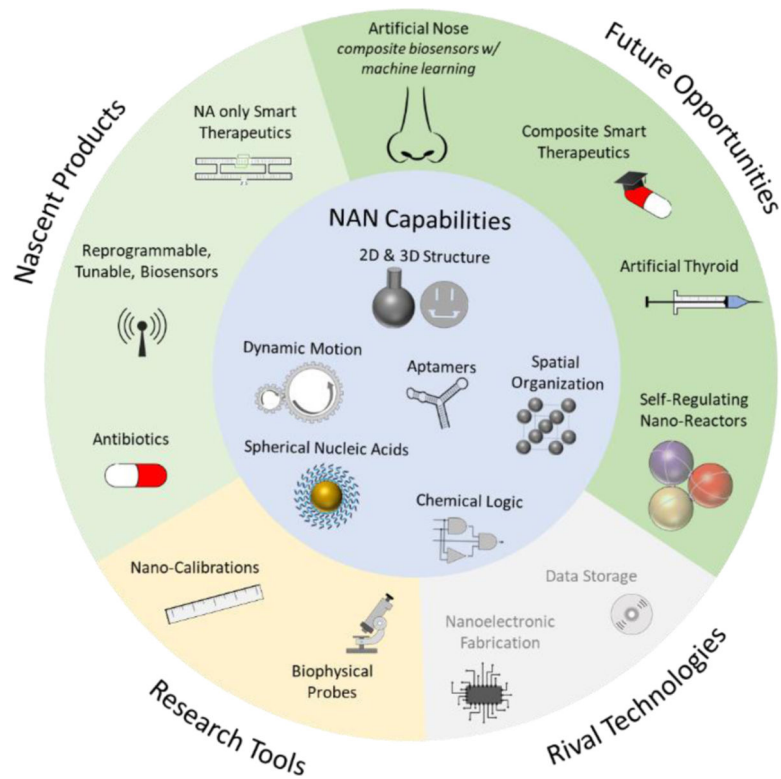 Future Opportunities
Artificial Nose
composite biosensors w/
machine learning
Composite Smart
Therapeutics
Artificial Thyroid
Self-Regulating
Nano-Reactors
Nascent Products
NA only Smart
Therapeutics
Reprogrammable,
Tunable, Biosensors
Antibiotics
NAN Capabilities
2D & 3D Structure
Dynamic Motion
Aptamers
Spatial
Organization
Spherical Nucleic Acids
Chemical Logic
Research Tools
Nano-Calibrations
Biophysical
Probes
Rival Technologies
Data Storage
Nanoelectronic
Fabrication